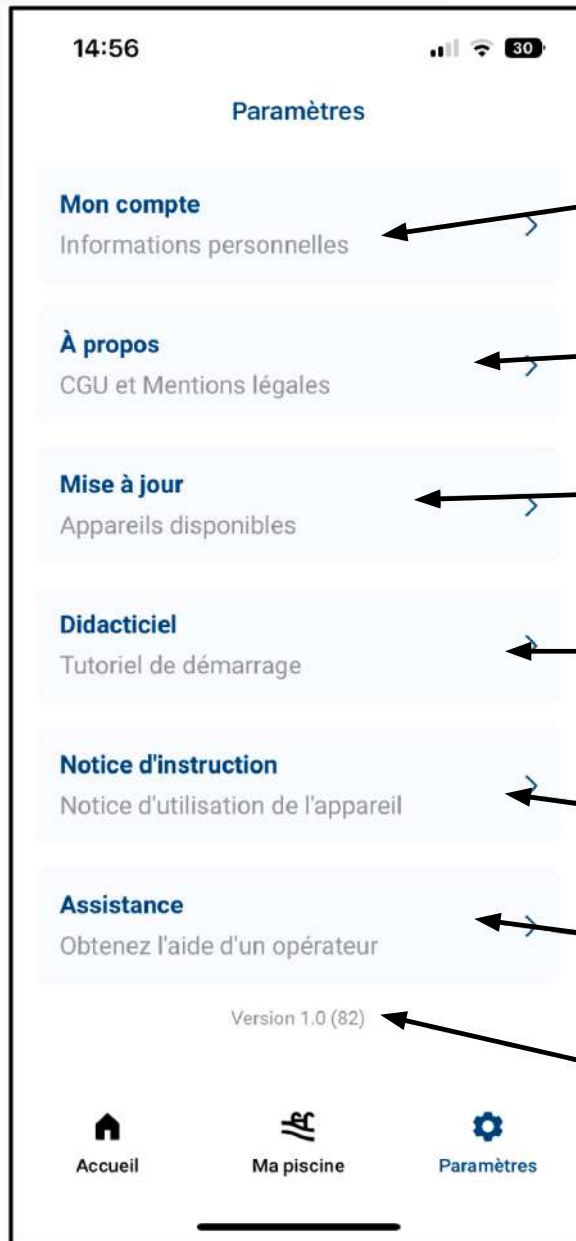 14:56
30
Paramètres
Mon compte
Informations personnelles
À propos
CGU et Mentions légales
Mise à jour
Appareils disponibles
Didacticiel
Tutoriel de démarrage
Notice d'instruction
Notice d'utilisation de l'appareil
Assistance
Obtenez l'aide d'un opérateur
Version 1.0 (82)
Accueil
Ma piscine
Paramètres